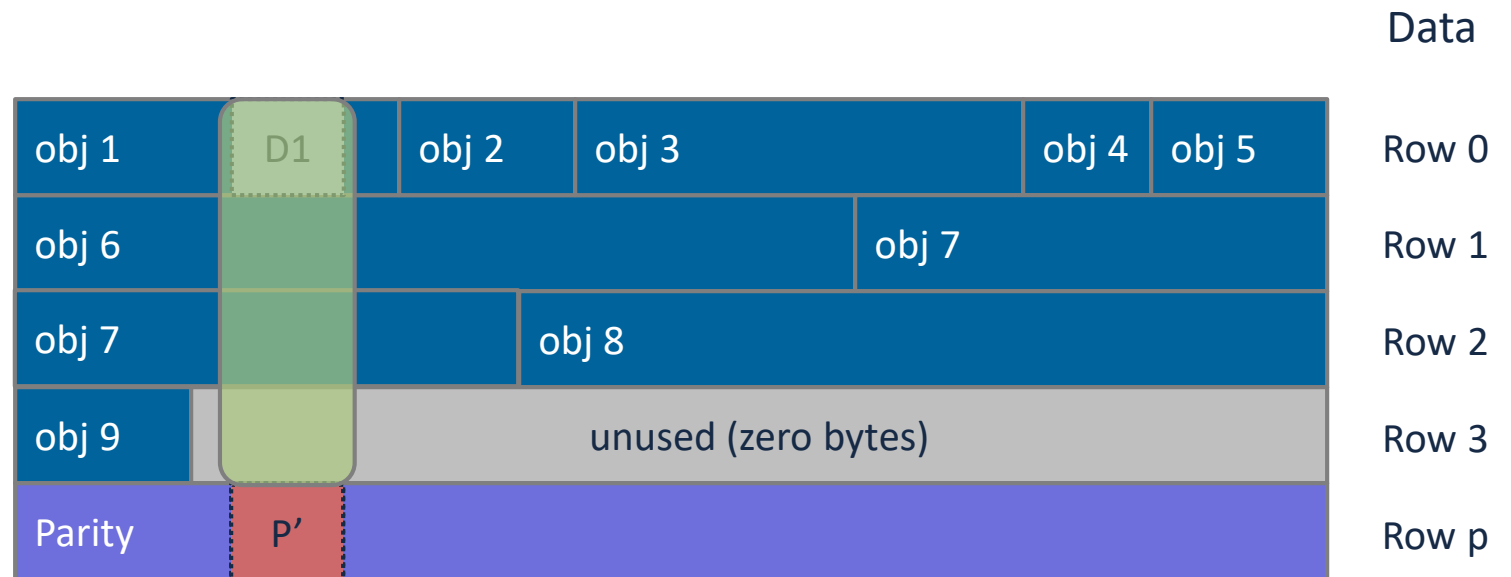 Data
obj 1 D1 obj 2 obj 3 obj 4 obj 5 Row 0
obj 6 obj 7 Row 1
obj 7 obj 8 Row 2
obj 9 unused (zero bytes) Row 3
Parity P’ Row p